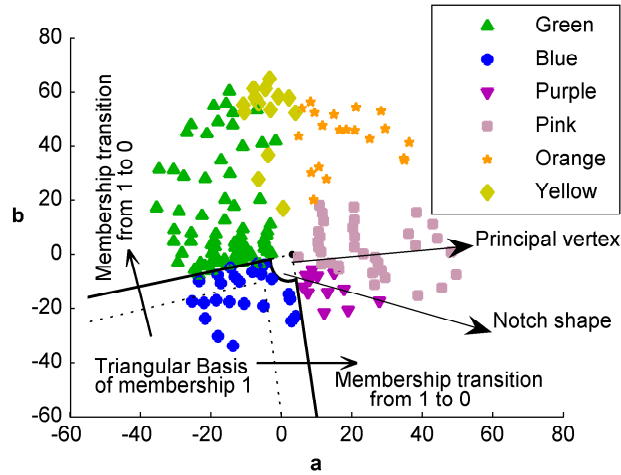 Green
Blue
Purple
Pink
Orange
Yellow
80
60
40
20
0
-20
-40
-60
b
Membership transition
from 1 to 0
Principal vertex
Notch shape
Triangular Basis
of membership 1
Membership transition
from 1 to 0
-60
-40
-20
0
20
40
60
80
a